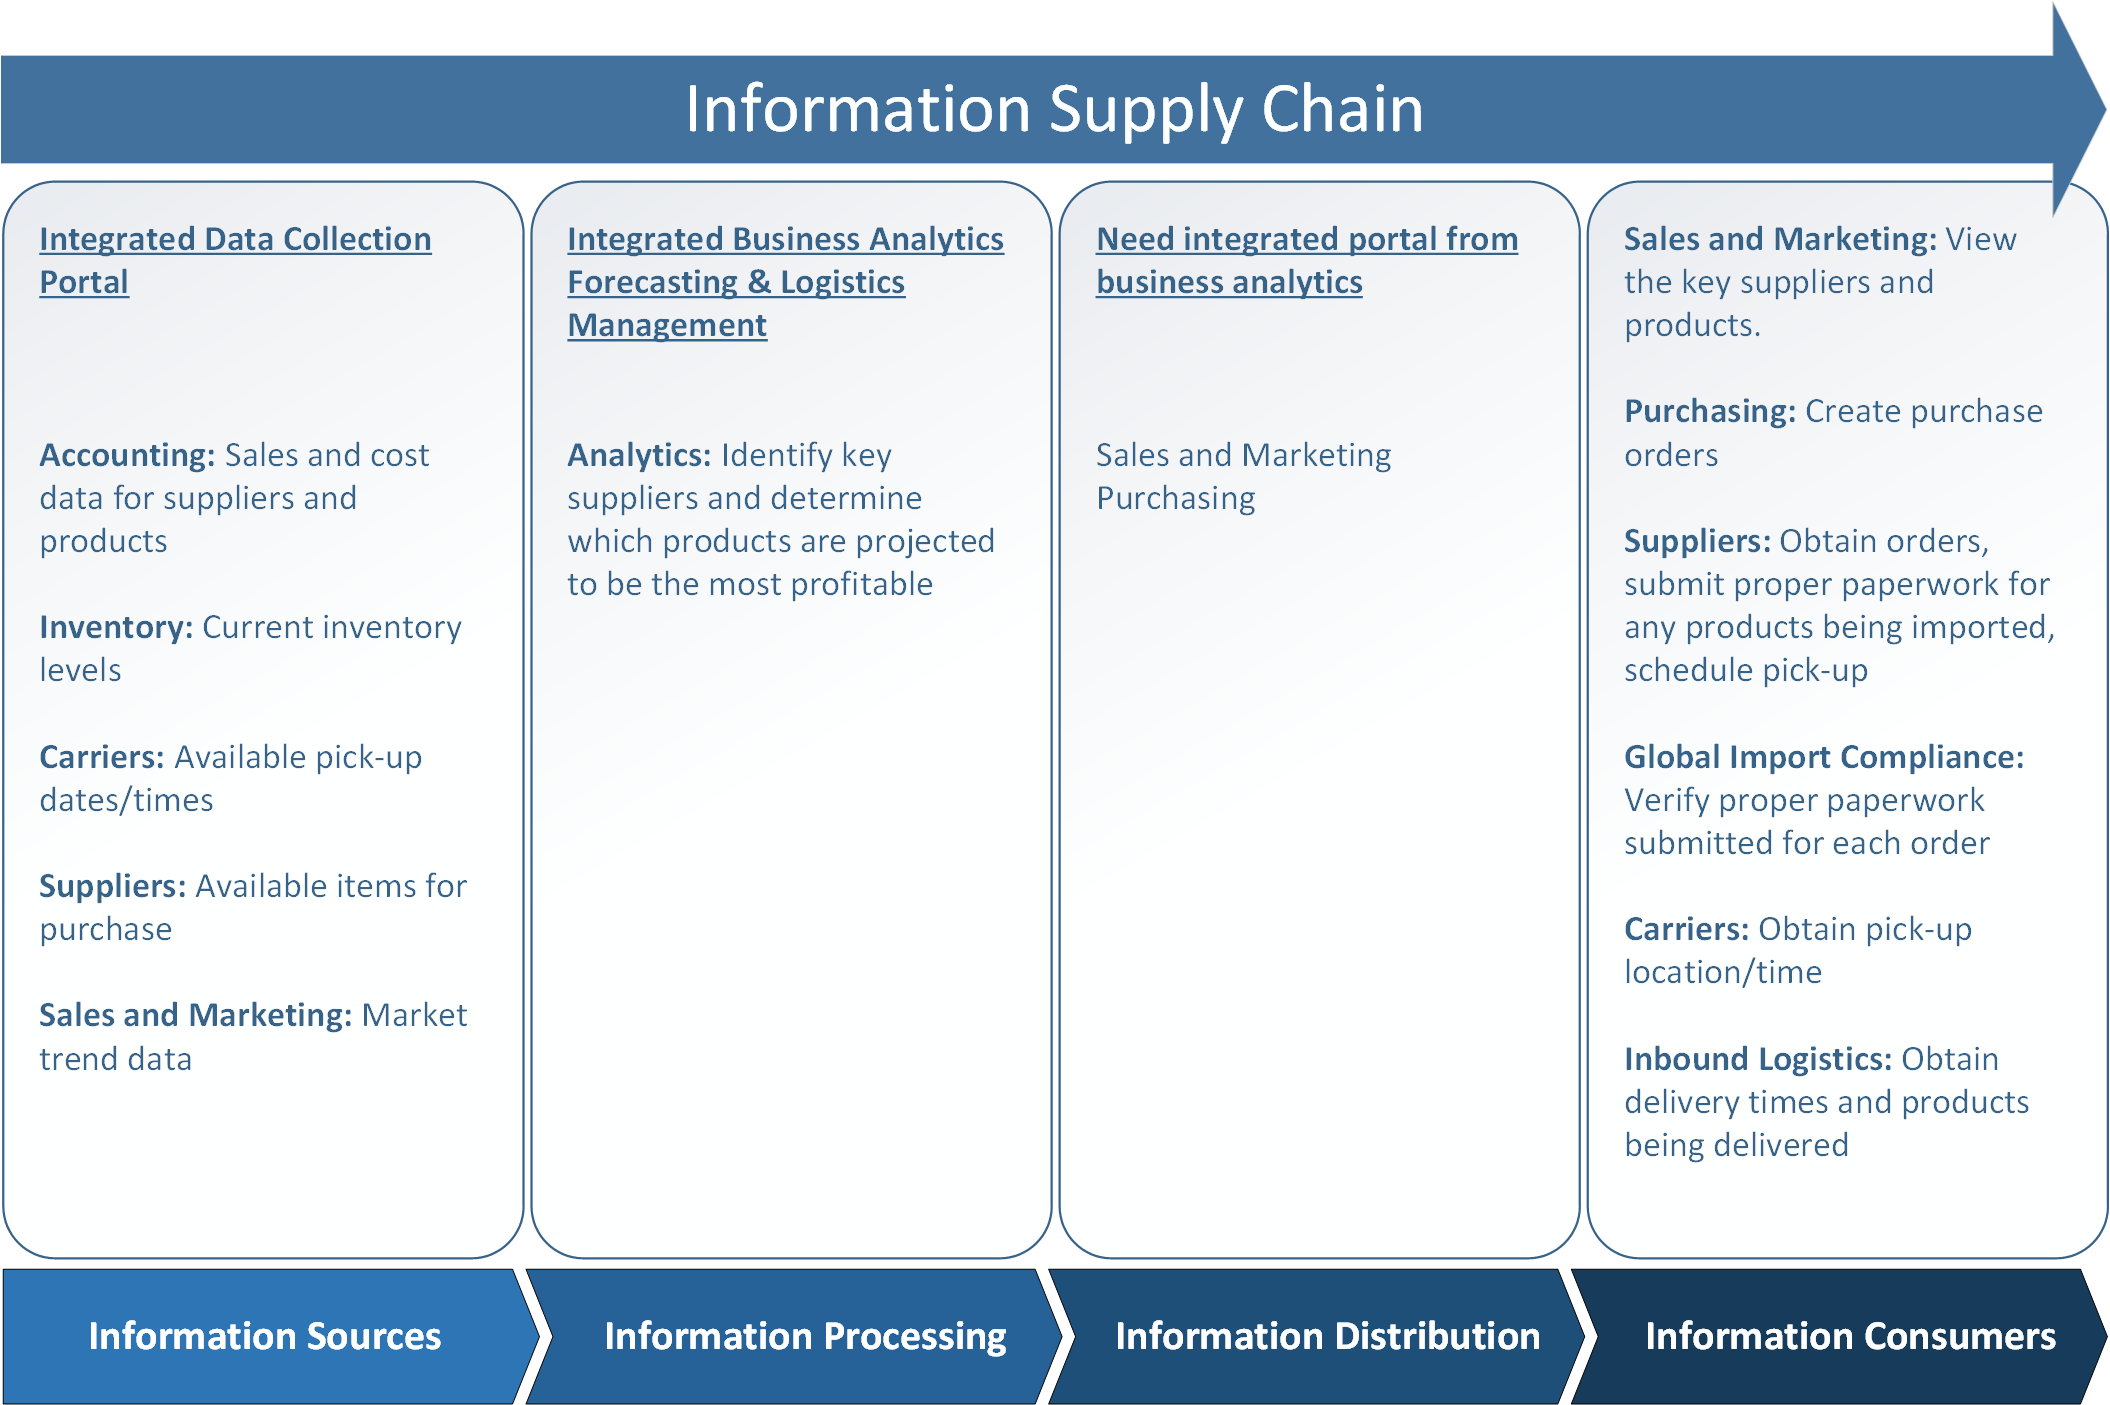 Information Supply Chain
Integrated Data Collection
Portal
Accounting: Sales and cost
data for suppliers and
products
Inventory: Current inventory
levels
Carriers: Available pick-up
dates/times
Suppliers: Available items for
purchase
Sales and Marketing: Market
trend data
Integrated Business Analytics
Forecasting & Logistics
Management
Analytics: Identify key
suppliers and determine
which products are projected
to be the most profitable
Need integrated portal from
business analytics
Sales and Marketing
Purchasing
Sales and Marketing: View
the key suppliers and
products.
Purchasing: Create purchase
orders
Suppliers: Obtain orders,
submit proper paperwork for
any products being imported,
schedule pick-up
Global Import Compliance:
Verify proper paperwork
submitted for each order
Carriers: Obtain pick-up
location/time
Inbound Logistics: Obtain
delivery times and products
being delivered
Information Sources
Information Processing
Information Distribution
Information Consumers